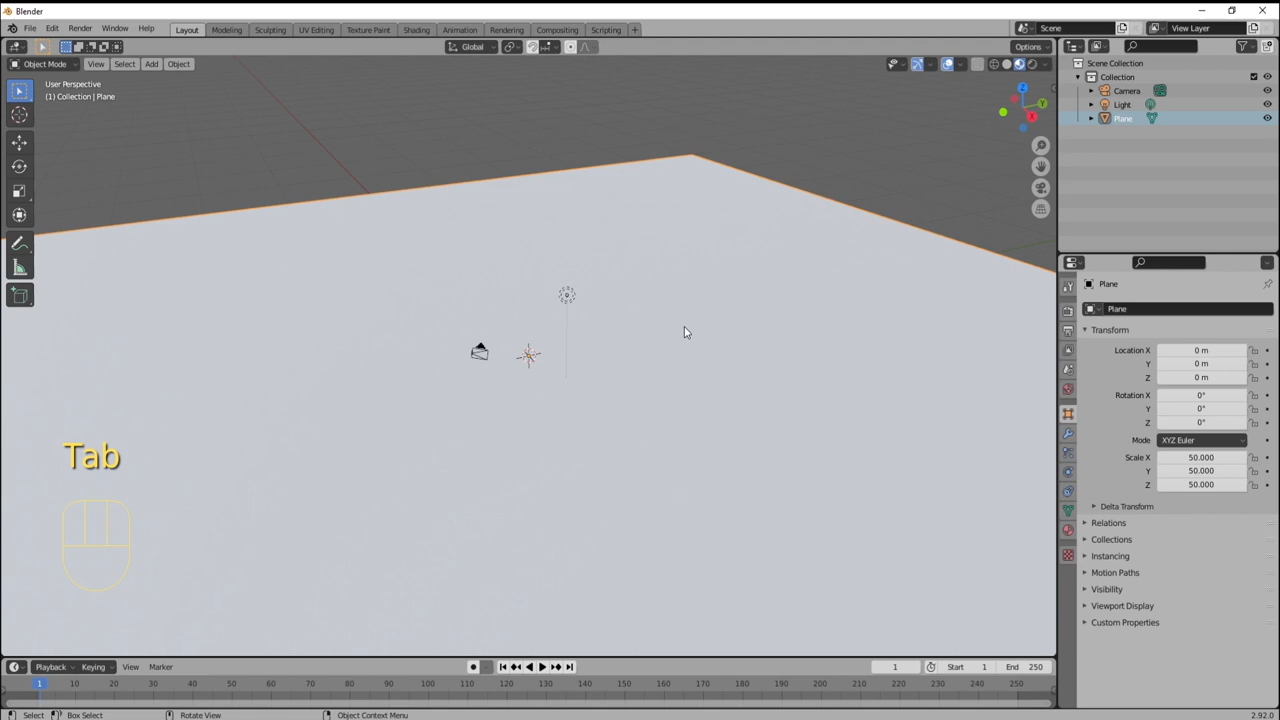 Blender
File Edit Render Window Help Layout Modeling Sculpting UV Editing Texture Paint Shading Animation Rendering Compositing Scripting + Scene View Layer
Global Options
Object Mode View Select Add Object
User Perspective
(1) Collection | Plane
Z
Y
X
Scene Collection
Collection
Camera
Light
Plane
Plane
Plane
Transform
Location X 0 m
Y 0 m
Z 0 m
Rotation X 0°
Y 0°
Z 0°
Mode XYZ Euler
Scale X 50.000
Y 50.000
Z 50.000
Delta Transform
Relations
Collections
Instancing
Motion Paths
Visibility
Viewport Display
Custom Properties
Tab
Playback Keying View Marker 1 Start 1 End 250
1 10 20 30 40 50 60 70 80 90 100 110 120 130 140 150 160 170 180 190 200 210 220 230 240 250
Select Box Select Rotate View Object Context Menu 2.92.0